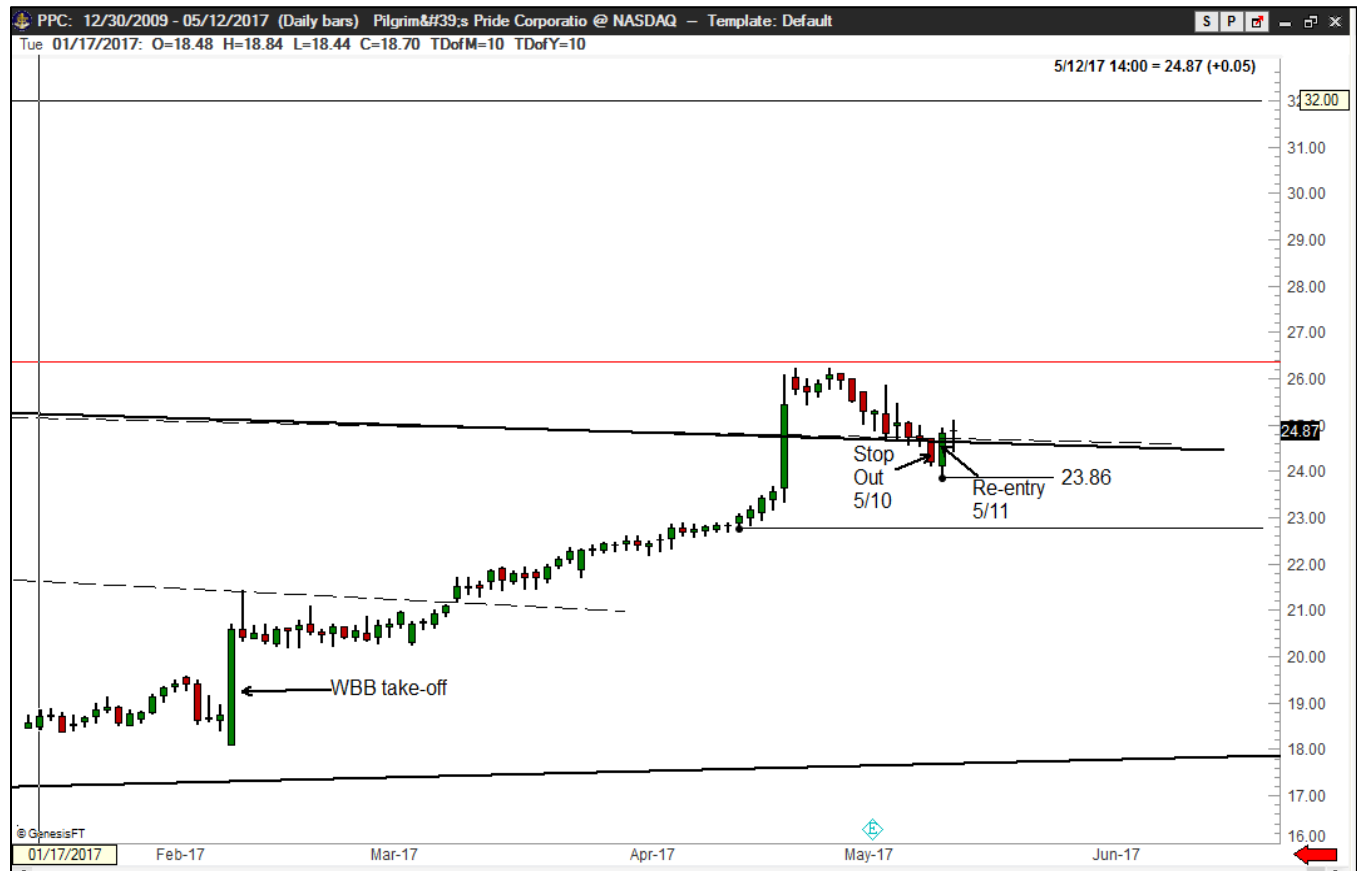 PPC: 12/30/2009 - 05/12/2017 (Daily bars) Pilgrim&#39;s Pride Corporatio @ NASDAQ – Template: Default S P
Tue 01/17/2017: O=18.48 H=18.84 L=18.44 C=18.70 TDofM=10 TDofY=10
5/12/17 14:00 = 24.87 (+0.05)
32.00
31.00
30.00
29.00
28.00
27.00
26.00
24.87
24.00
23.00
22.00
21.00
20.00
19.00
18.00
17.00
16.00
Stop
Out
5/10
23.86
Re-entry
5/11
WBB take-off
E
© GenesisFT
01/17/2017 Feb-17 Mar-17 Apr-17 May-17 Jun-17